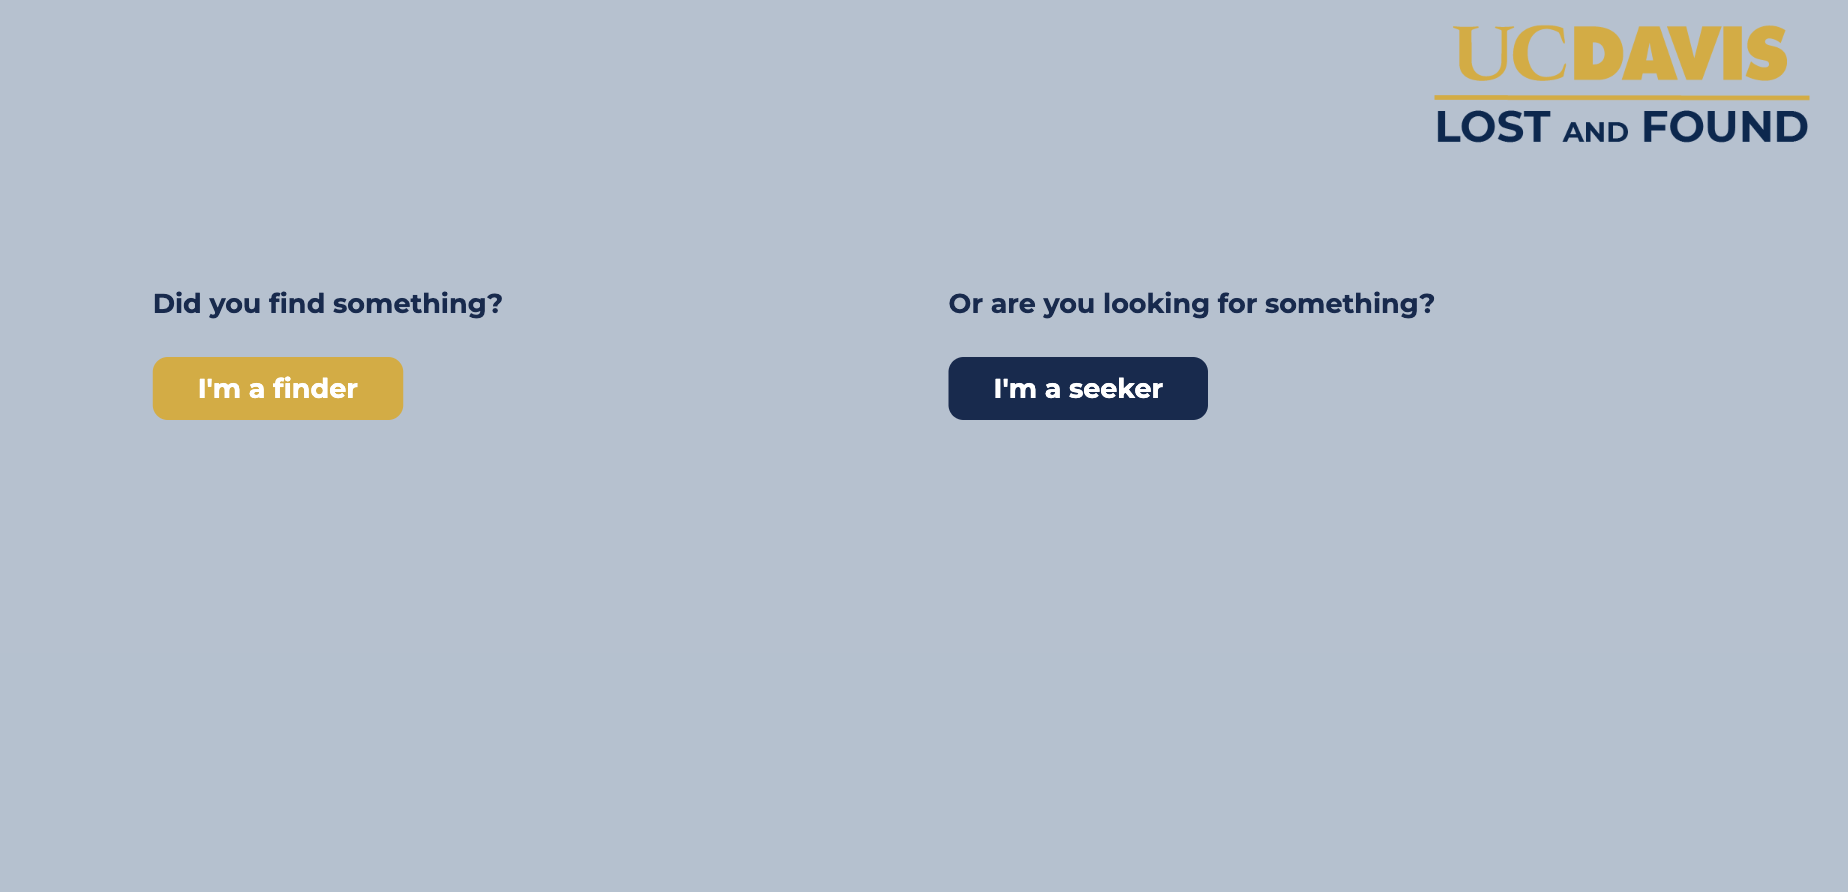 UCDAVIS
LOST AND FOUND
Did you find something?
I'm a finder
Or are you looking for something?
I'm a seeker